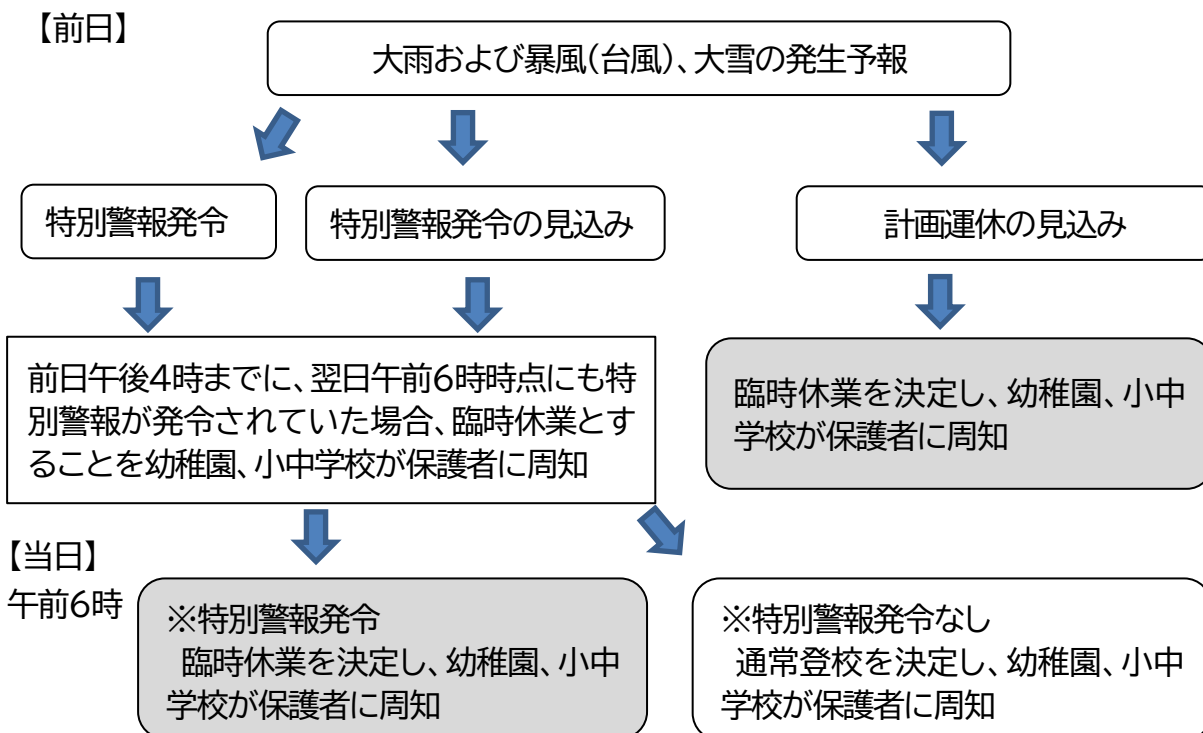 【前日】
大雨および暴風(台風)、大雪の発生予報
特別警報発令
特別警報発令の見込み
計画運休の見込み
前日午後4時までに、翌日午前6時時点にも特
別警報が発令されていた場合、臨時休業とす
ることを幼稚園、小中学校が保護者に周知
臨時休業を決定し、幼稚園、小中
学校が保護者に周知
【当日】
午前6時
※特別警報発令
臨時休業を決定し、幼稚園、小中
学校が保護者に周知
※特別警報発令なし
通常登校を決定し、幼稚園、小中
学校が保護者に周知